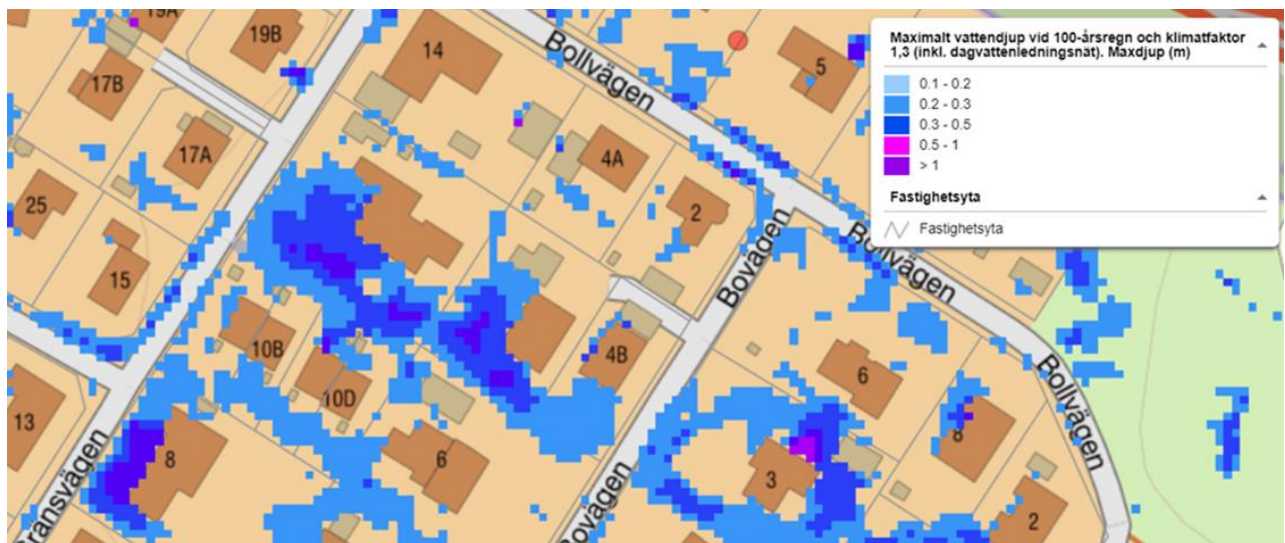 19A
19B
17B
14
Bollvägen
5
17A
4A
25
2
15
Bovägen
Bollvägen
10B
10D
4B
6
Bollvägen
13
8
6
3
8
2
Gränsvägen
Bovägen
Maximalt vattendjup vid 100-årsregn och klimatfaktor
1,3 (inkl. dagvattenledningsnät). Maxdjup (m)
0.1 - 0.2
0.2 - 0.3
0.3 - 0.5
0.5 - 1
> 1
Fastighetsyta
Fastighetsyta